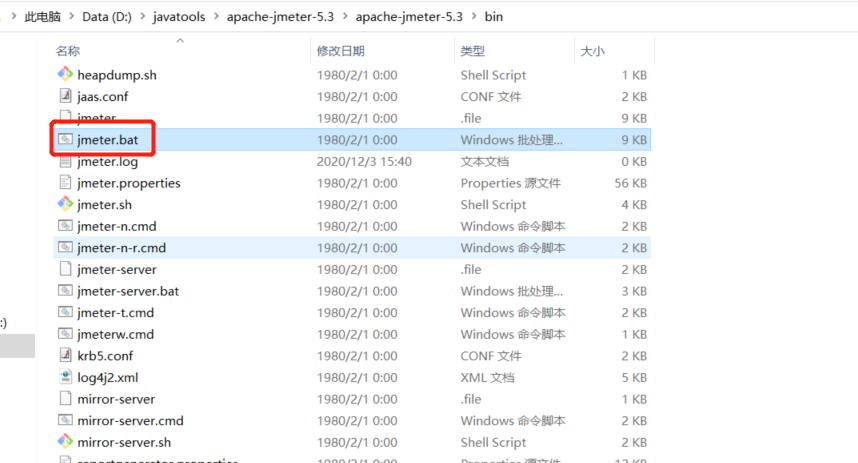 此电脑 > Data (D:) > javatools > apache-jmeter-5.3 > apache-jmeter-5.3 > bin
名称 修改日期 类型 大小
heapdump.sh 1980/2/1 0:00 Shell Script 1 KB
jaas.conf 1980/2/1 0:00 CONF 文件 2 KB
jmeter 1980/2/1 0:00 .file 9 KB
jmeter.bat 1980/2/1 0:00 Windows 批处理... 9 KB
jmeter.log 2020/12/3 15:40 文本文档 0 KB
jmeter.properties 1980/2/1 0:00 Properties 源文件 56 KB
jmeter.sh 1980/2/1 0:00 Shell Script 4 KB
jmeter-n.cmd 1980/2/1 0:00 Windows 命令脚本 2 KB
jmeter-n-r.cmd 1980/2/1 0:00 Windows 命令脚本 2 KB
jmeter-server 1980/2/1 0:00 .file 2 KB
jmeter-server.bat 1980/2/1 0:00 Windows 批处理... 3 KB
:)
jmeter-t.cmd 1980/2/1 0:00 Windows 命令脚本 2 KB
jmeterw.cmd 1980/2/1 0:00 Windows 命令脚本 1 KB
krb5.conf 1980/2/1 0:00 CONF 文件 2 KB
log4j2.xml 1980/2/1 0:00 XML 文档 5 KB
mirror-server 1980/2/1 0:00 .file 1 KB
mirror-server.cmd 1980/2/1 0:00 Windows 命令脚本 2 KB
mirror-server.sh 1980/2/1 0:00 Shell Script 2 KB
reportgenerator.properties 1980/2/1 0:00 Properties 源文件 12 KB